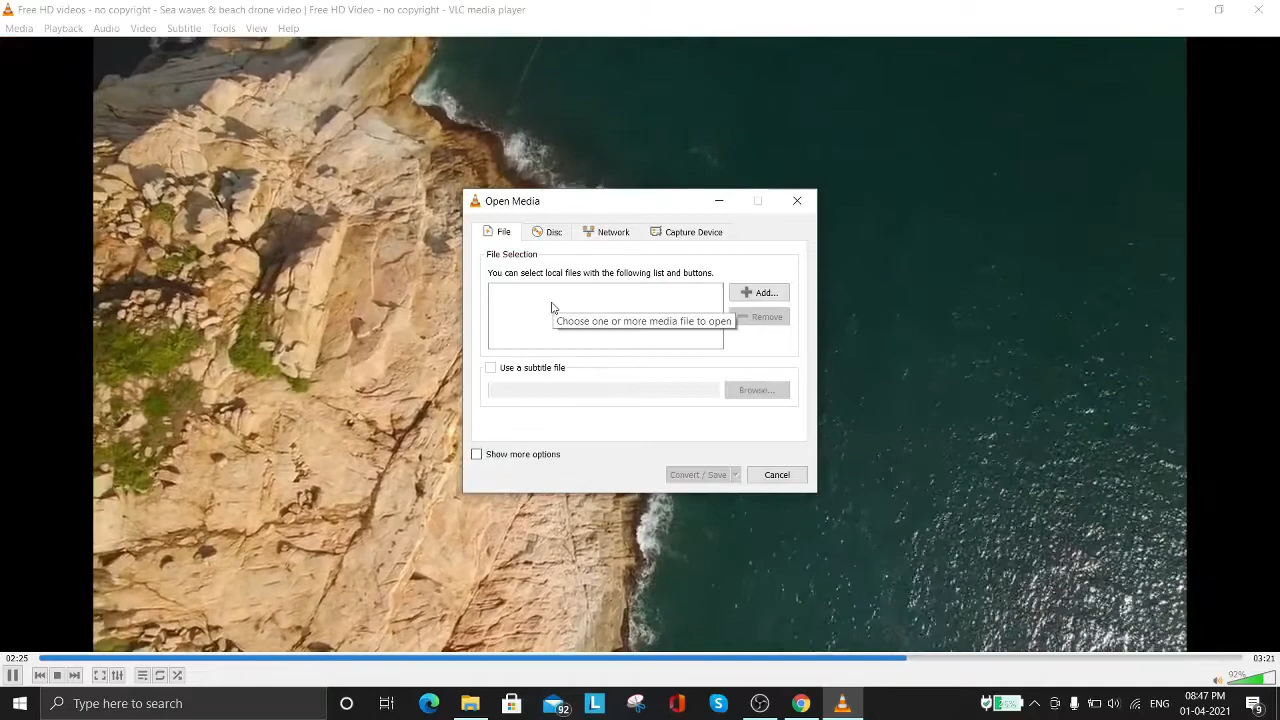 Free HD videos - no copyright - Sea waves & beach drone video | Free HD Video - no copyright - VLC media player
Media Playback Audio Video Subtitle Tools View Help
Open Media
File Disc Network Capture Device
File Selection
You can select local files with the following list and buttons.
Add...
Choose one or more media file to open
Remove
Use a subtitle file
Browse...
Show more options
Convert / Save Cancel
02:25 03:21
92%
Type here to search
92
ENG
08:47 PM
01-04-2021
9